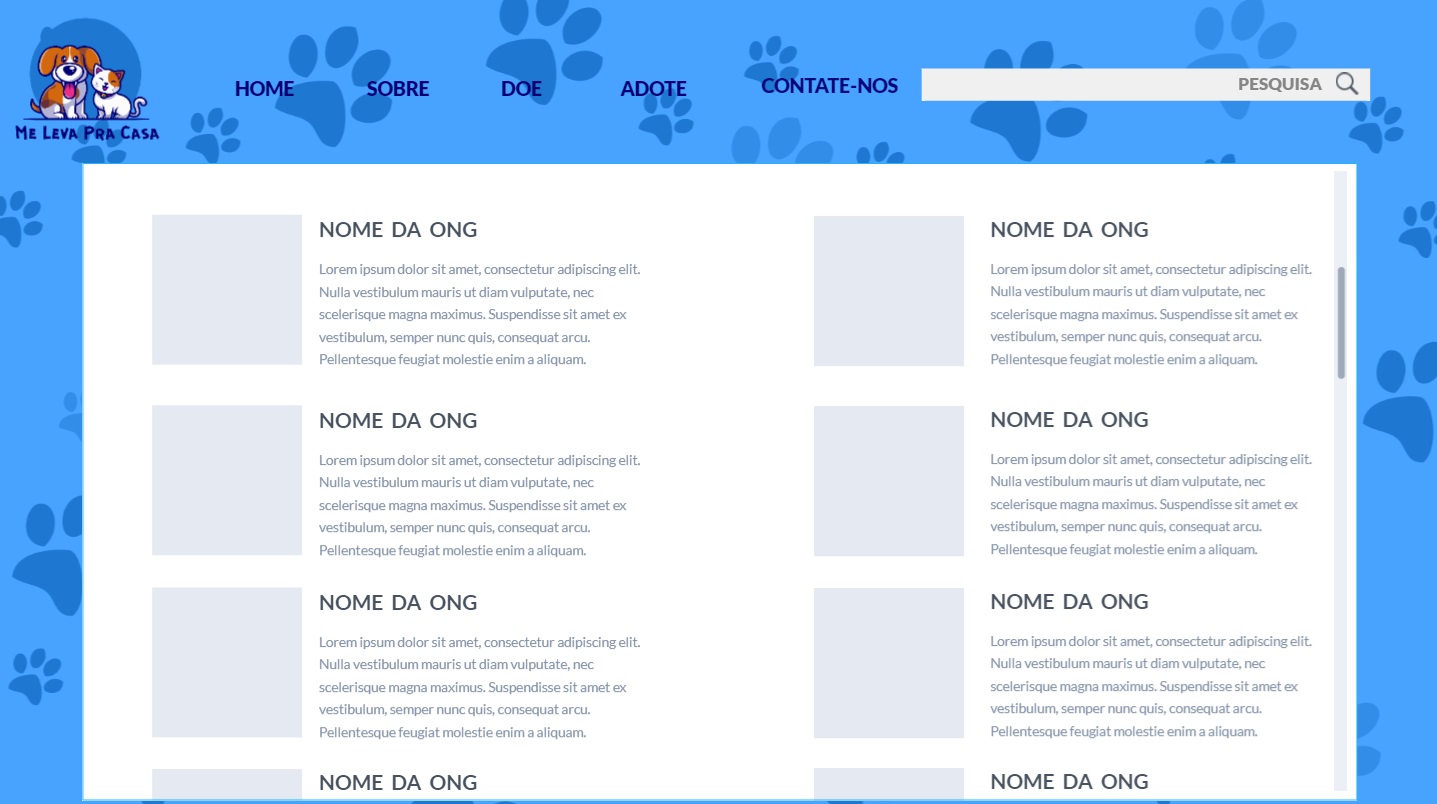 ME LEVA PRA CASA
HOME
SOBRE
DOE
ADOTE
CONTATE-NOS
PESQUISA
NOME DA ONG
Lorem ipsum dolor sit amet, consectetur adipiscing elit.
Nulla vestibulum mauris ut diam vulputate, nec
scelerisque magna maximus. Suspendisse sit amet ex
vestibulum, semper nunc quis, consequat arcu.
Pellentesque feugiat molestie enim a aliquam.
NOME DA ONG
Lorem ipsum dolor sit amet, consectetur adipiscing elit.
Nulla vestibulum mauris ut diam vulputate, nec
scelerisque magna maximus. Suspendisse sit amet ex
vestibulum, semper nunc quis, consequat arcu.
Pellentesque feugiat molestie enim a aliquam.
NOME DA ONG
Lorem ipsum dolor sit amet, consectetur adipiscing elit.
Nulla vestibulum mauris ut diam vulputate, nec
scelerisque magna maximus. Suspendisse sit amet ex
vestibulum, semper nunc quis, consequat arcu.
Pellentesque feugiat molestie enim a aliquam.
NOME DA ONG
Lorem ipsum dolor sit amet, consectetur adipiscing elit.
Nulla vestibulum mauris ut diam vulputate, nec
scelerisque magna maximus. Suspendisse sit amet ex
vestibulum, semper nunc quis, consequat arcu.
Pellentesque feugiat molestie enim a aliquam.
NOME DA ONG
Lorem ipsum dolor sit amet, consectetur adipiscing elit.
Nulla vestibulum mauris ut diam vulputate, nec
scelerisque magna maximus. Suspendisse sit amet ex
vestibulum, semper nunc quis, consequat arcu.
Pellentesque feugiat molestie enim a aliquam.
NOME DA ONG
Lorem ipsum dolor sit amet, consectetur adipiscing elit.
Nulla vestibulum mauris ut diam vulputate, nec
scelerisque magna maximus. Suspendisse sit amet ex
vestibulum, semper nunc quis, consequat arcu.
Pellentesque feugiat molestie enim a aliquam.
NOME DA ONG
NOME DA ONG